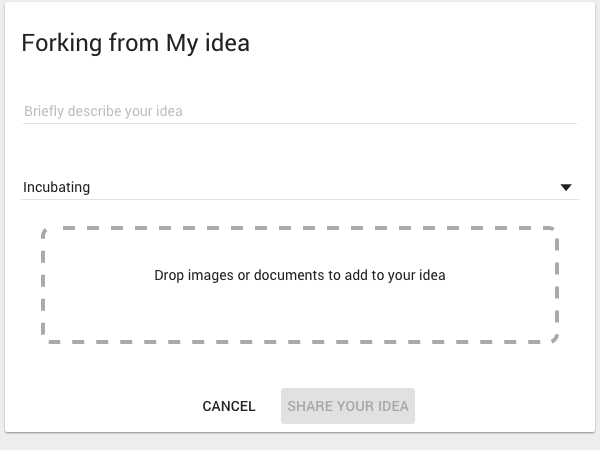 Forking from My idea
Briefly describe your idea
Incubating
Drop images or documents to add to your idea
CANCEL SHARE YOUR IDEA